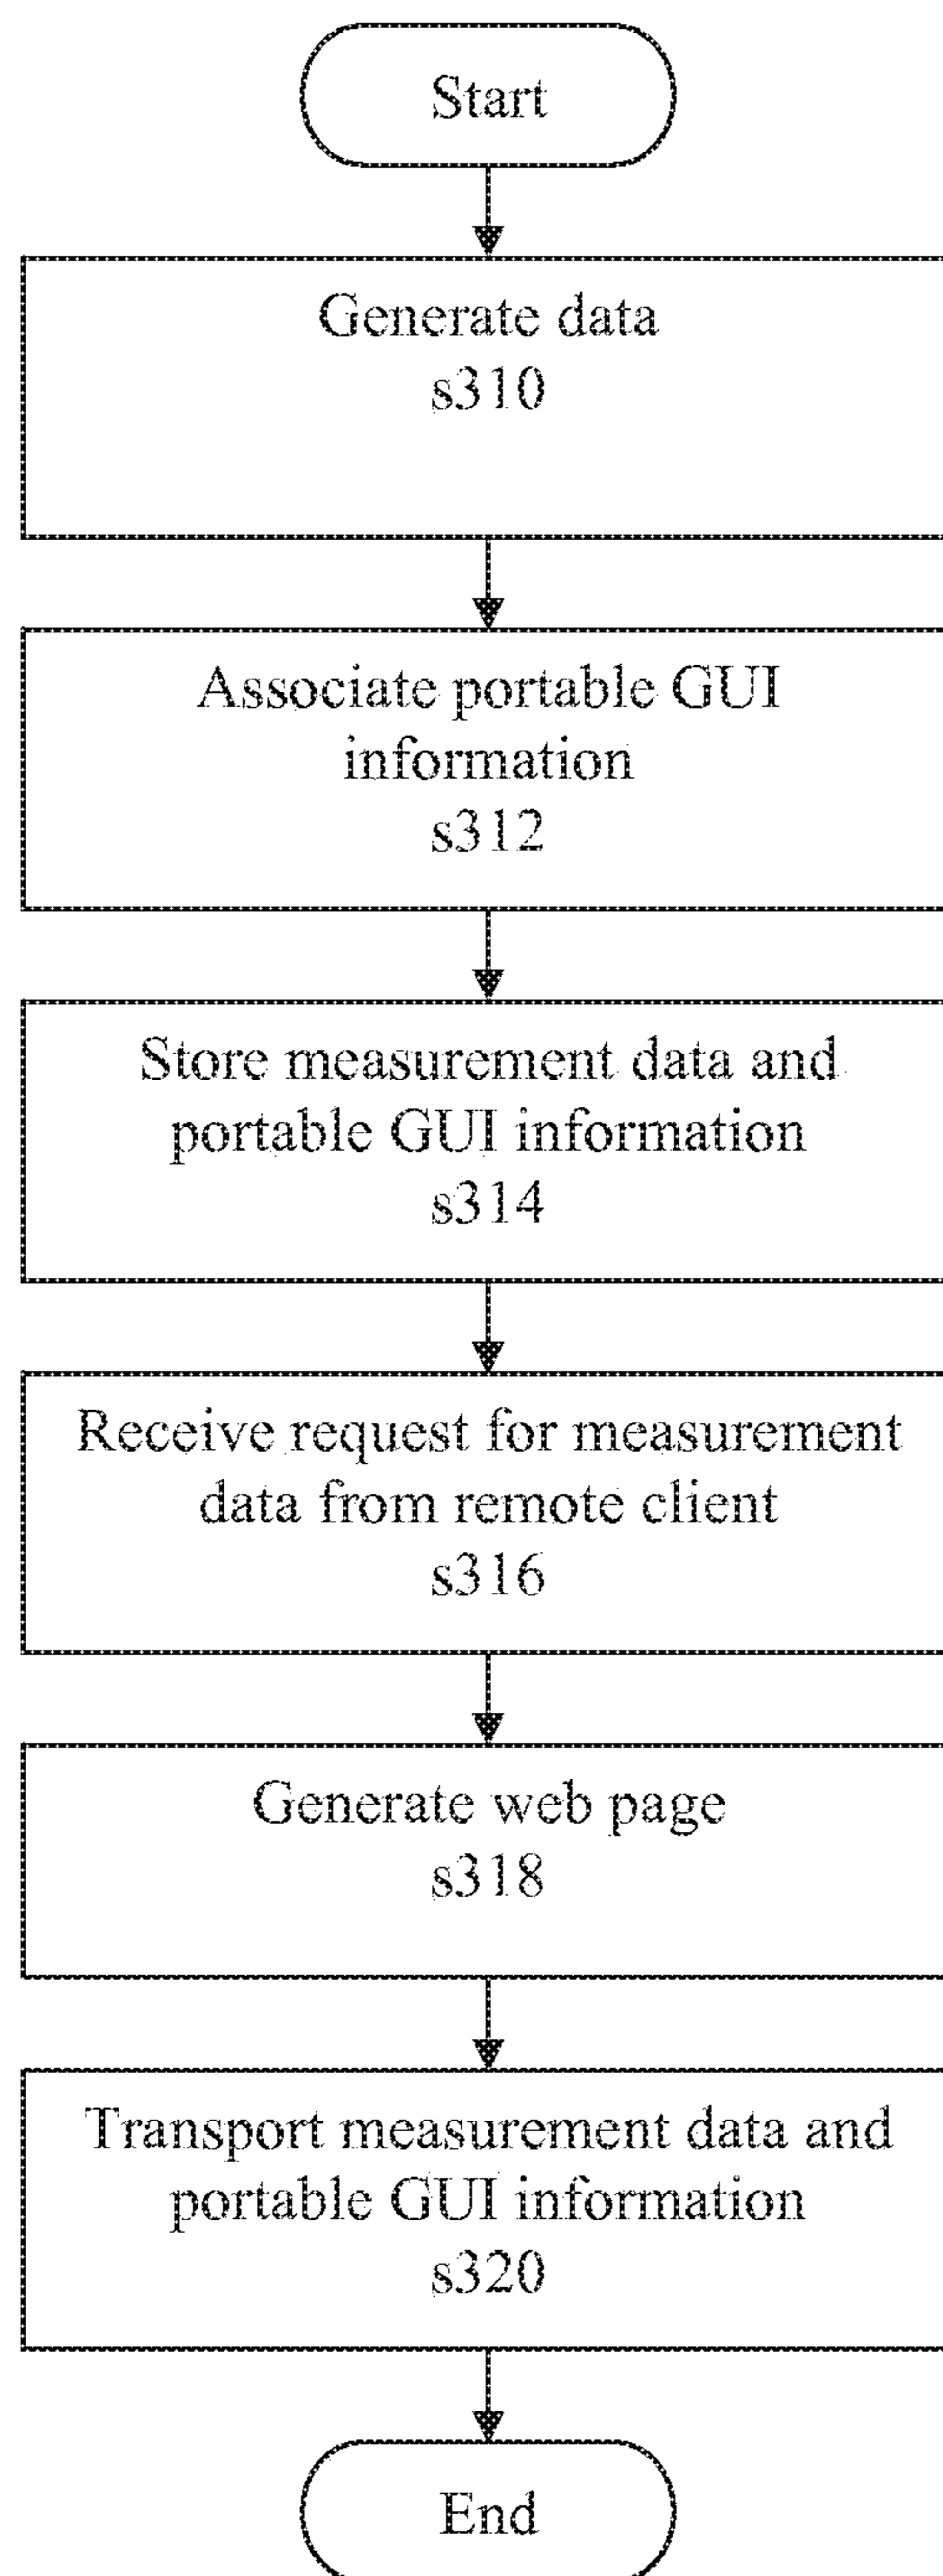 Start
Generate data
s310
Associate portable GUI
information
s312
Store measurement data and
portable GUI information
s314
Receive request for measurement
data from remote client
s316
Generate web page
s318
Transport measurement data and
portable GUI information
s320
End